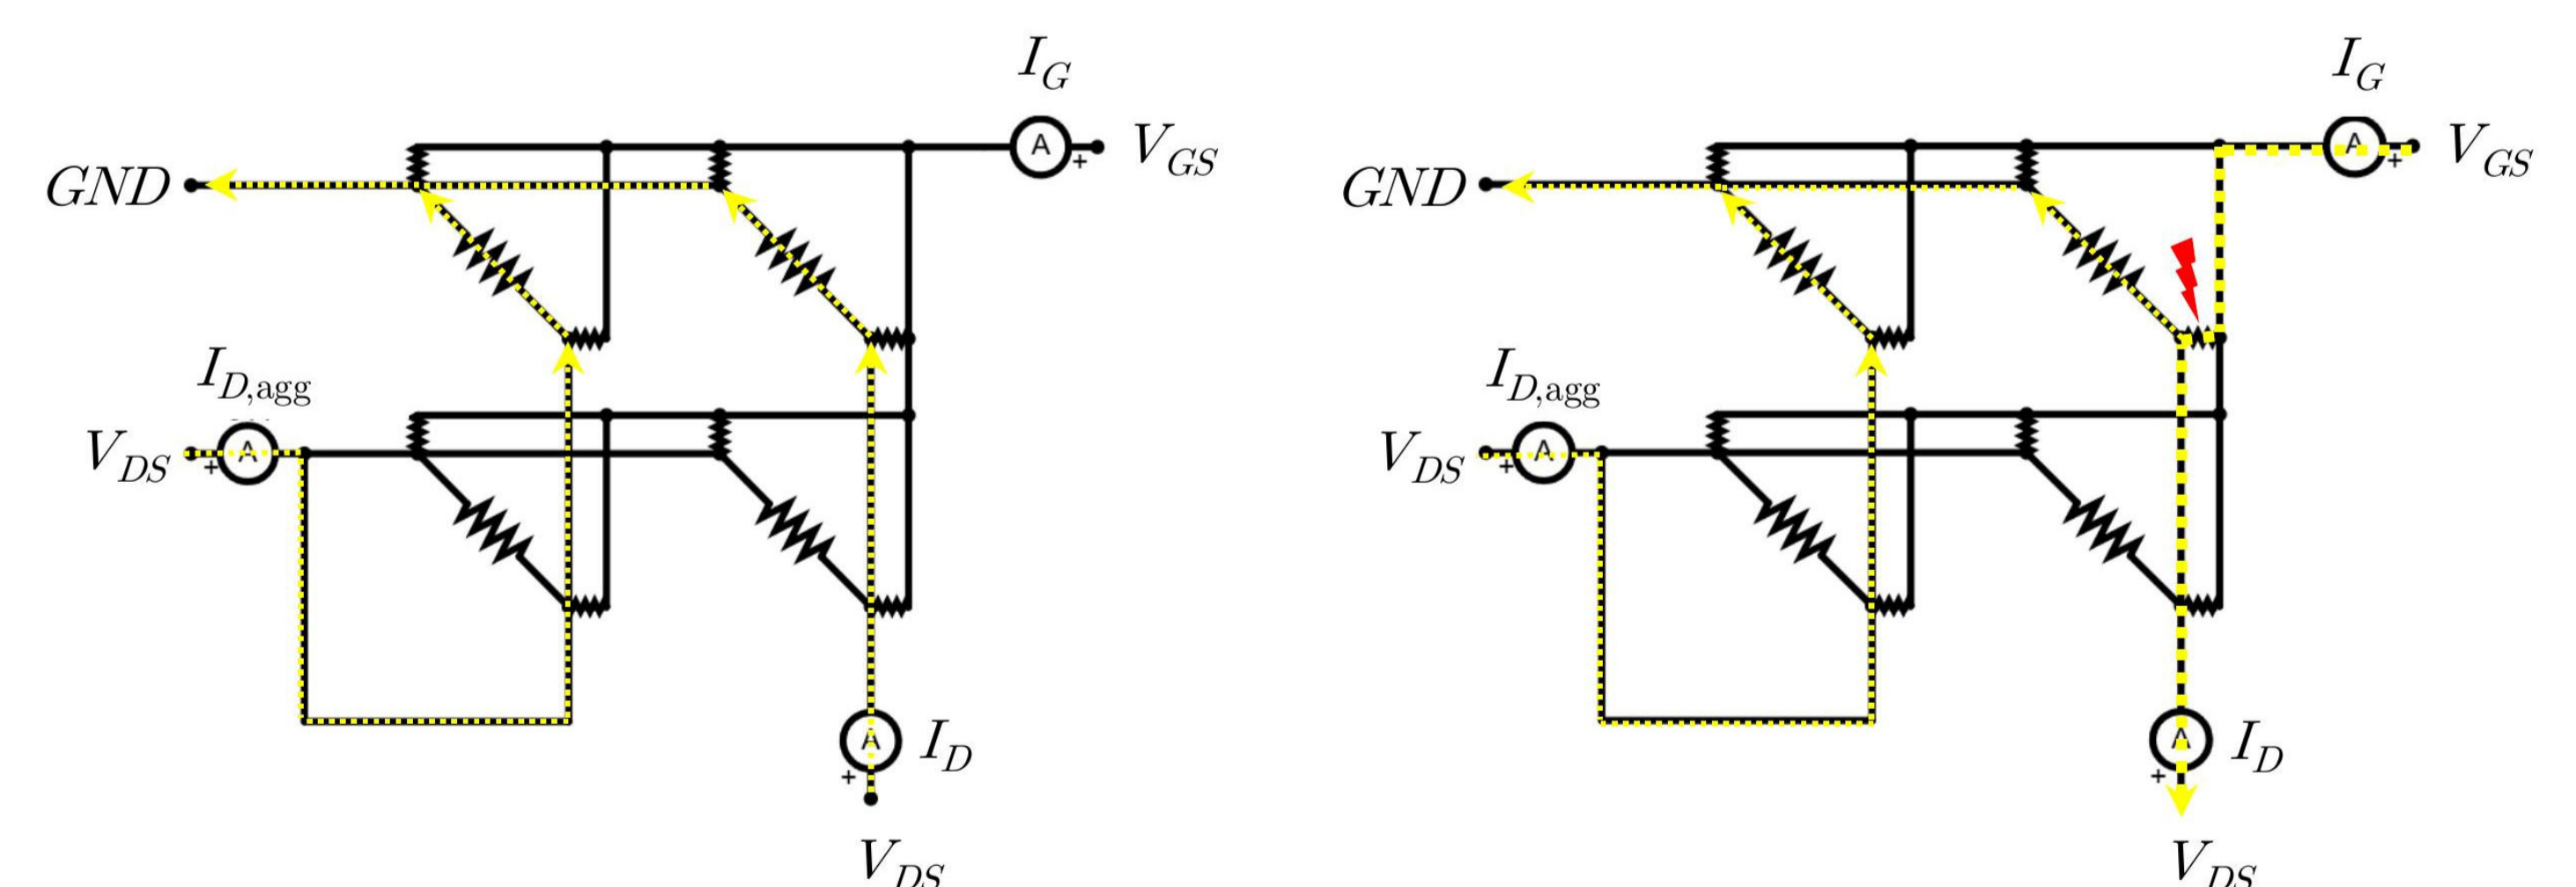 I_G
A
+
V_GS
GND
I_D,agg
V_DS
A
+
A
I_D
+
V_DS
I_G
A
+
V_GS
GND
I_D,agg
V_DS
A
+
A
I_D
+
V_DS